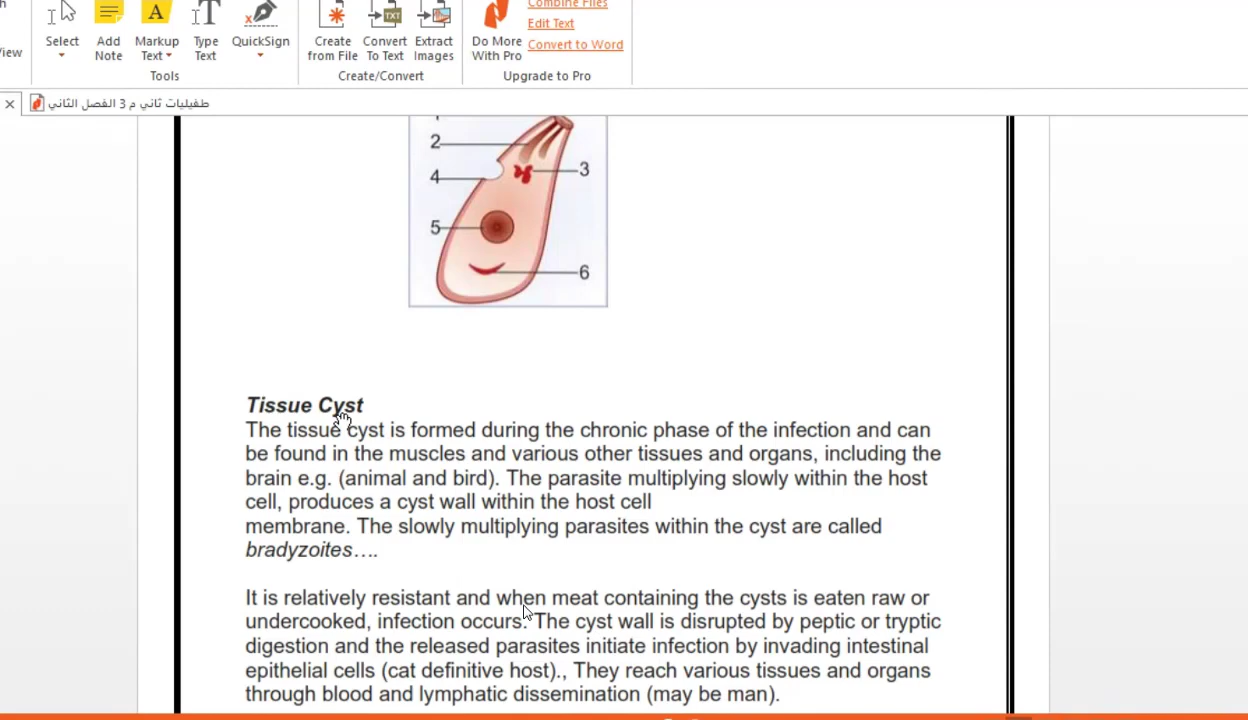 Combine Files
Edit Text
Convert to Word
Select
Add Note
Markup Text
Type Text
QuickSign
Create from File
Convert To Text
Extract Images
Do More With Pro
View
Tools
Create/Convert
Upgrade to Pro
طفيليات ثاني م 3 الفصل الثاني
2
3
4
5
6
Tissue Cyst
The tissue cyst is formed during the chronic phase of the infection and can
be found in the muscles and various other tissues and organs, including the
brain e.g. (animal and bird). The parasite multiplying slowly within the host
cell, produces a cyst wall within the host cell
membrane. The slowly multiplying parasites within the cyst are called
bradyzoites….
It is relatively resistant and when meat containing the cysts is eaten raw or
undercooked, infection occurs. The cyst wall is disrupted by peptic or tryptic
digestion and the released parasites initiate infection by invading intestinal
epithelial cells (cat definitive host)., They reach various tissues and organs
through blood and lymphatic dissemination (may be man).